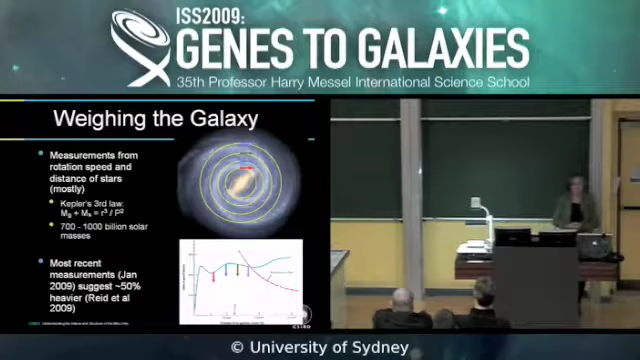 ISS2009:
GENES TO GALAXIES
35th Professor Harry Messel International Science School
Weighing the Galaxy
• Measurements from
rotation speed and
distance of stars
(mostly)
• Kepler's 3rd law:
Mg + Ms = r³ / P²
• 700 - 1000 billion solar
masses
• Most recent
measurements (Jan
2009) suggest ~50%
heavier (Reid et al
2009)
CSIRO
© University of Sydney